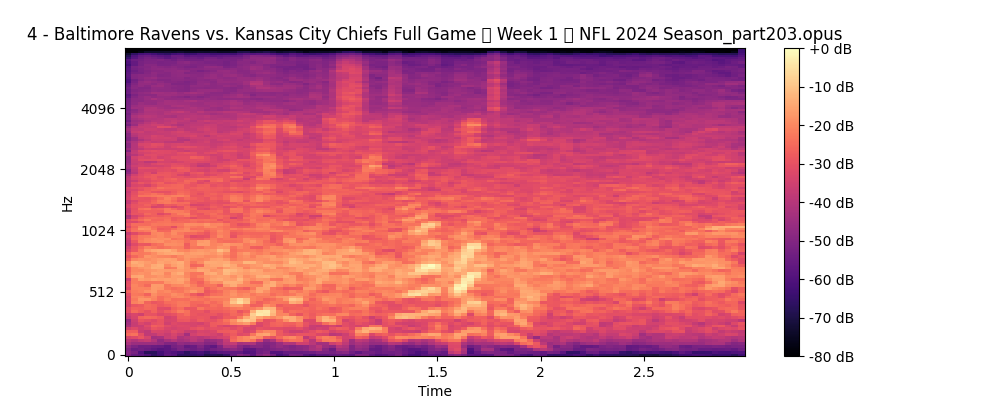 4 - Baltimore Ravens vs. Kansas City Chiefs Full Game ▯ Week 1 ▯ NFL 2024 Season_part203.opus
+0 dB
4096
-10 dB
-20 dB
2048
-30 dB
Hz
1024
-40 dB
-50 dB
512
-60 dB
-70 dB
0
-80 dB
0 0.5 1 1.5 2 2.5
Time